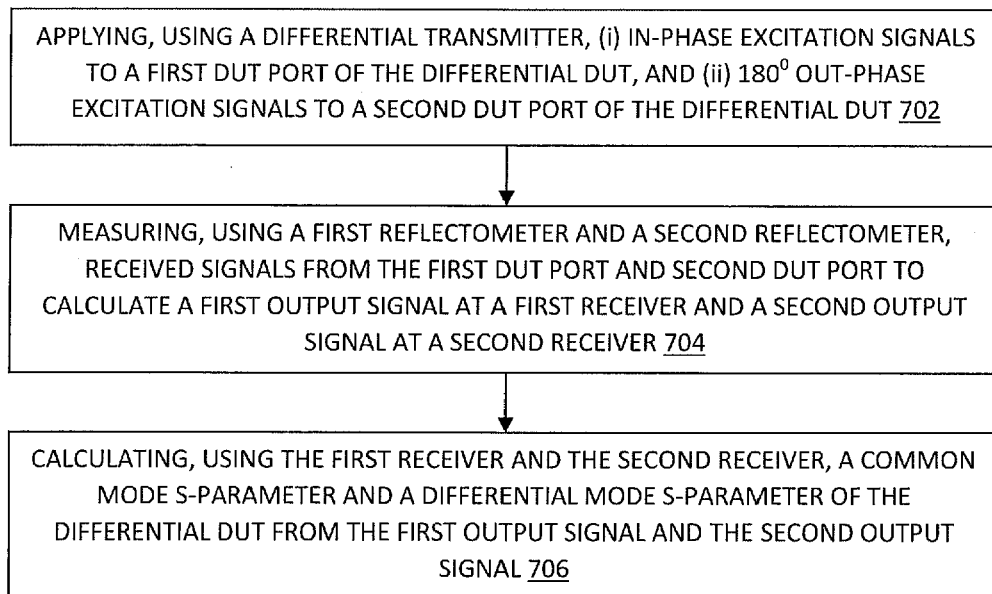 APPLYING, USING A DIFFERENTIAL TRANSMITTER, (i) IN-PHASE EXCITATION SIGNALS
TO A FIRST DUT PORT OF THE DIFFERENTIAL DUT, AND (ii) 180⁰ OUT-PHASE
EXCITATION SIGNALS TO A SECOND DUT PORT OF THE DIFFERENTIAL DUT 702
MEASURING, USING A FIRST REFLECTOMETER AND A SECOND REFLECTOMETER,
RECEIVED SIGNALS FROM THE FIRST DUT PORT AND SECOND DUT PORT TO
CALCULATE A FIRST OUTPUT SIGNAL AT A FIRST RECEIVER AND A SECOND OUTPUT
SIGNAL AT A SECOND RECEIVER 704
CALCULATING, USING THE FIRST RECEIVER AND THE SECOND RECEIVER, A COMMON
MODE S-PARAMETER AND A DIFFERENTIAL MODE S-PARAMETER OF THE
DIFFERENTIAL DUT FROM THE FIRST OUTPUT SIGNAL AND THE SECOND OUTPUT
SIGNAL 706